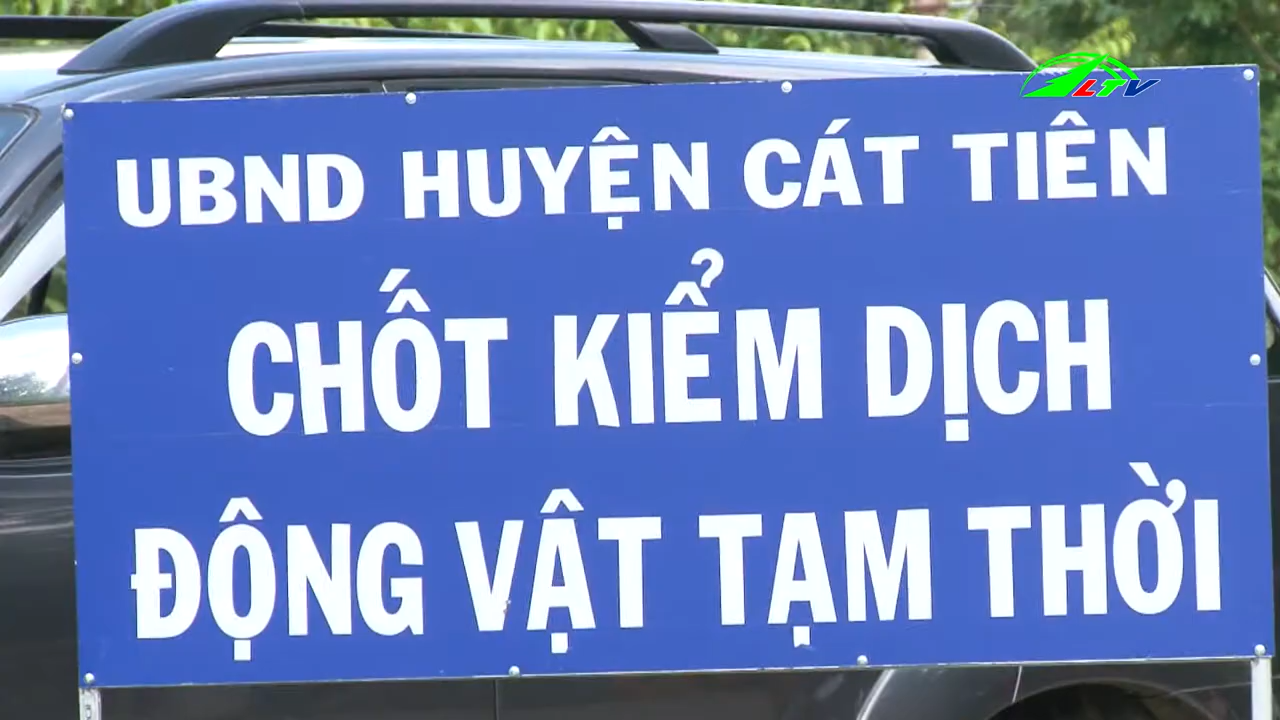 LTV
UBND HUYỆN CÁT TIÊN
CHỐT KIỂM DỊCH
ĐỘNG VẬT TẠM THỜI